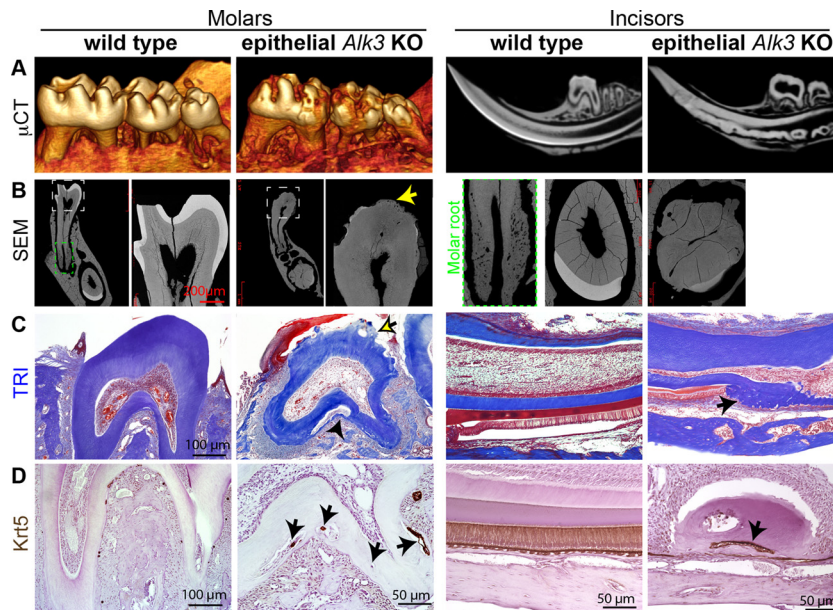 Molars
Incisors
wild type
epithelial Alk3 KO
wild type
epithelial Alk3 KO
A
μCT
B
SEM
200μm
Molar root
C
TRI
100 μm
D
Krt5
100 μm
50 μm
50 μm
50 μm